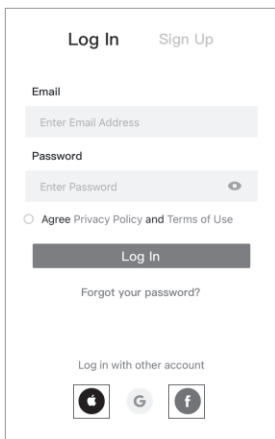 Log In Sign Up
Email
Enter Email Address
Password
Enter Password
Agree Privacy Policy and Terms of Use
Log In
Forgot your password?
Log in with other account
G f